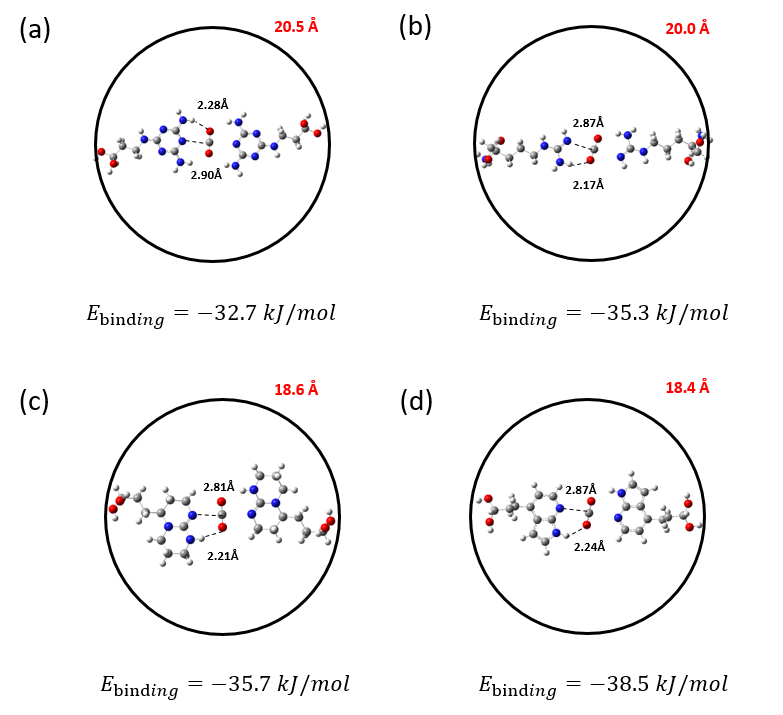 (a)
20.5 Å
2.28Å
2.90Å
E_binding = −32.7 kJ/mol
(b)
20.0 Å
2.87Å
2.17Å
E_binding = −35.3 kJ/mol
(c)
18.6 Å
2.81Å
2.21Å
E_binding = −35.7 kJ/mol
(d)
18.4 Å
2.87Å
2.24Å
E_binding = −38.5 kJ/mol